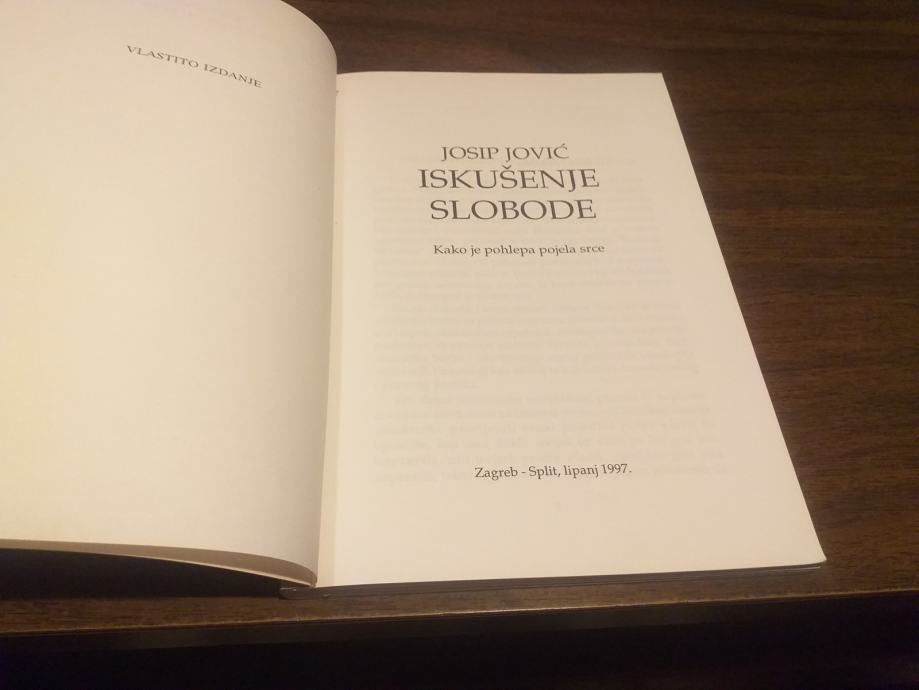 VLASTITO IZDANJE
JOSIP JOVIĆ
ISKUŠENJE
SLOBODE
Kako je pohlepa pojela srce
Zagreb - Split, lipanj 1997.